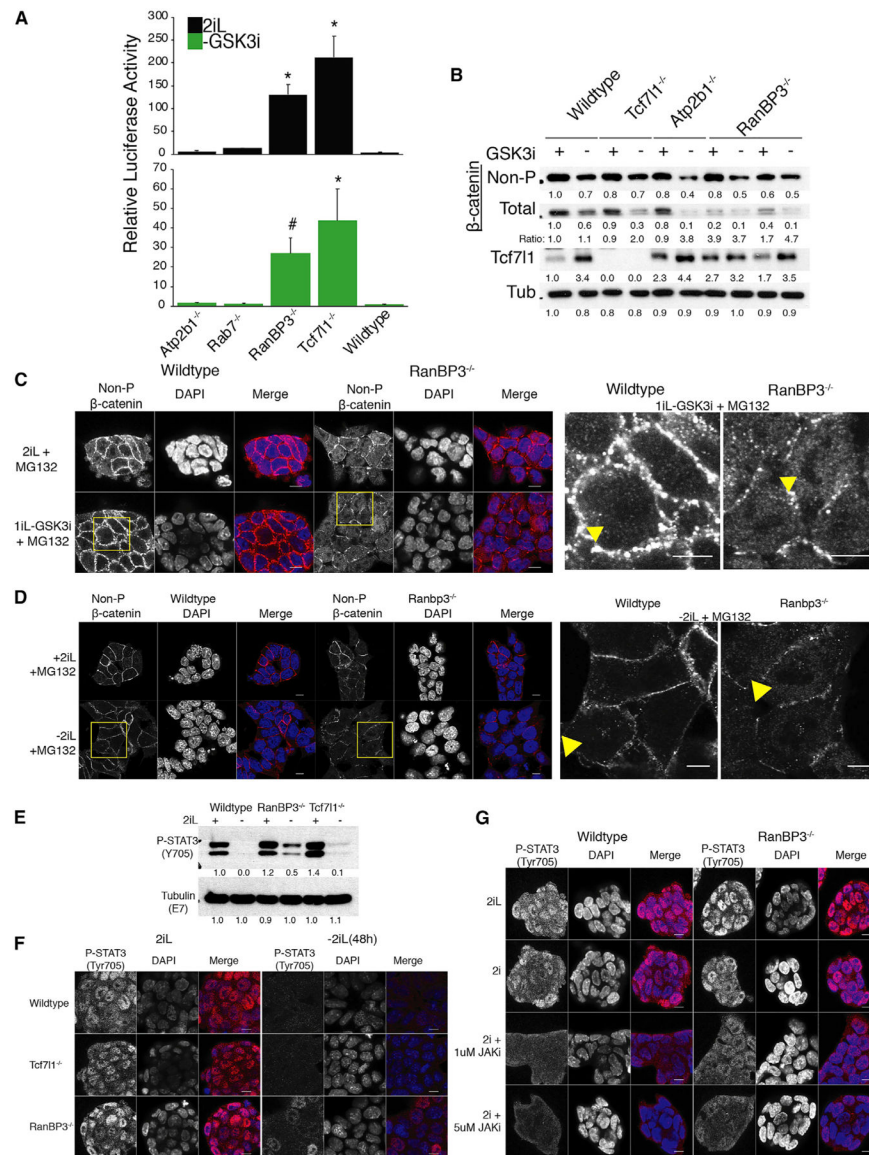 A
2iL
-GSK3i
Relative Luciferase Activity
300
250
200
150
100
50
0
* *
150
100
50
0
# *
Atp2b1-/-
Rab7-/-
RanBP3-/-
Tcf7l1-/-
Wildtype
B
Wildtype Tcf7l1-/- Atp2b1-/- RanBP3-/-
GSK3i + - + - + - + - + -
β-catenin
Non-P
1.0 0.7 0.8 0.7 0.8 0.4 0.8 0.5 0.6 0.5
Total
1.0 0.6 0.9 0.3 0.8 0.1 0.2 0.1 0.4 0.1
Ratio: 1.0 1.1 0.9 2.0 0.9 3.8 3.9 3.7 1.7 4.7
Tcf7l1
1.0 3.4 0.0 0.0 2.3 4.4 2.7 3.2 1.7 3.5
Tub
1.0 0.8 0.8 0.8 0.9 0.9 0.9 1.0 0.9 0.9
C
Wildtype RanBP3-/-
Non-P β-catenin DAPI Merge Non-P β-catenin DAPI Merge
2iL + MG132
1iL-GSK3i + MG132
Wildtype RanBP3-/-
1iL-GSK3i + MG132
D
Non-P β-catenin Wildtype DAPI Merge Non-P β-catenin Ranbp3-/- DAPI Merge
+2iL +MG132
-2iL +MG132
Wildtype Ranbp3-/-
-2iL + MG132
E
Wildtype RanBP3-/- Tcf7l1-/-
2iL + - + - + -
P-STAT3 (Y705)
1.0 0.0 1.2 0.5 1.4 0.1
Tubulin (E7)
1.0 1.0 0.9 1.0 1.0 1.1
F
2iL -2iL(48h)
P-STAT3 (Tyr705) DAPI Merge P-STAT3 (Tyr705) DAPI Merge
Wildtype
Tcf7l1-/-
RanBP3-/-
G
Wildtype RanBP3-/-
P-STAT3 (Tyr705) DAPI Merge P-STAT3 (Tyr705) DAPI Merge
2iL
2i
2i + 1uM JAKi
2i + 5uM JAKi